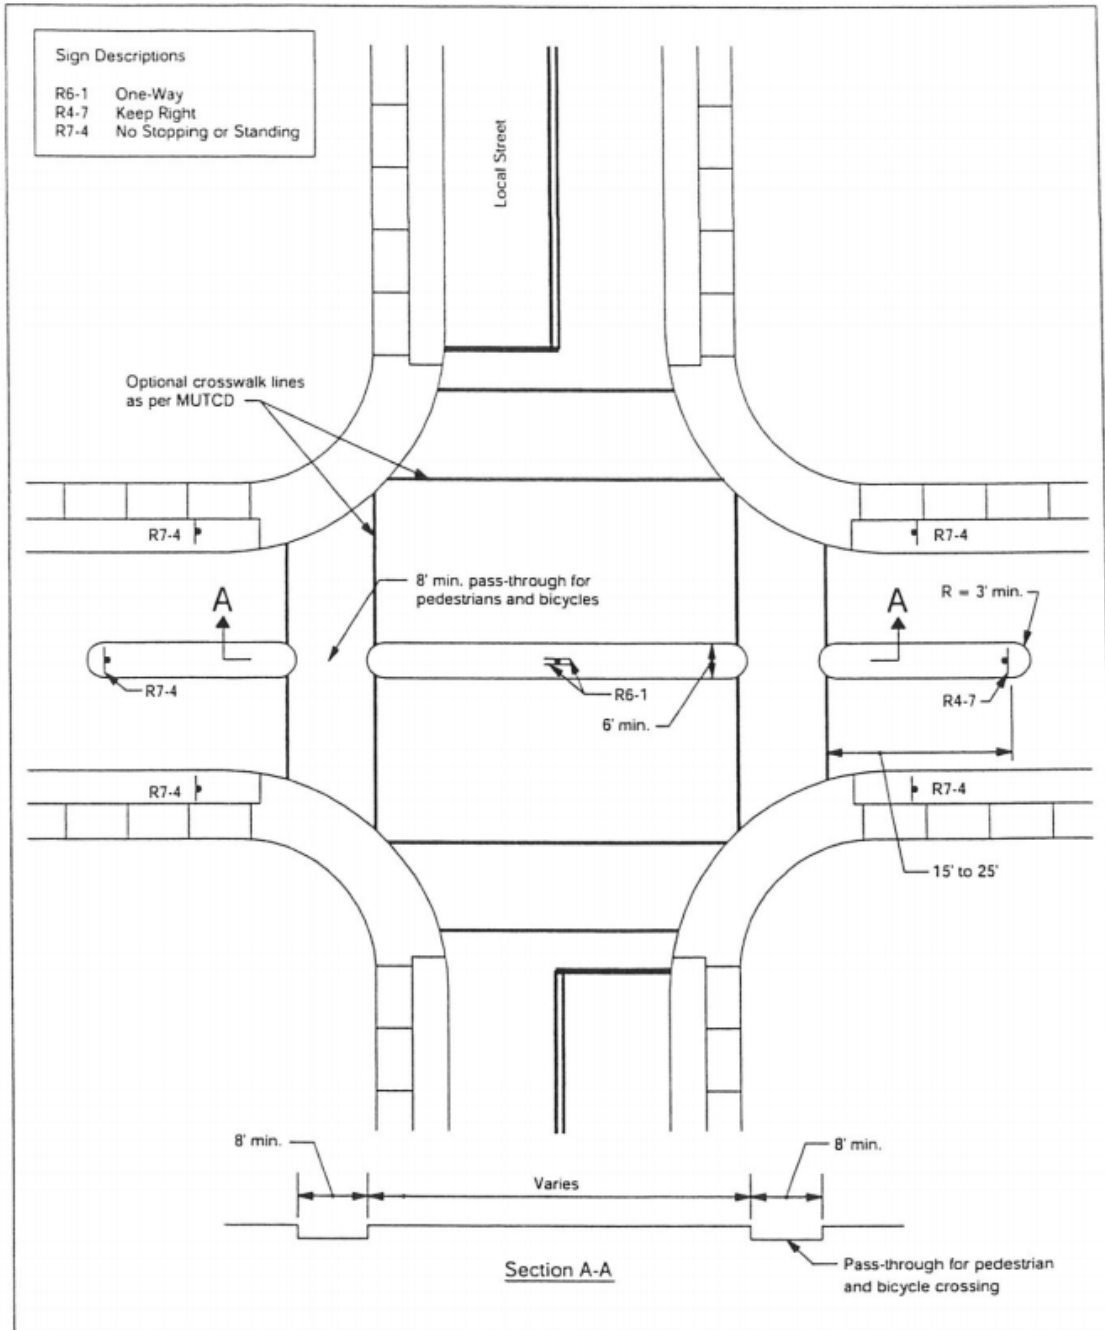 Sign Descriptions
R6-1 One-Way
R4-7 Keep Right
R7-4 No Stopping or Standing
Local Street
Optional crosswalk lines
as per MUTCD
R7-4
R7-4
8' min. pass-through for
pedestrians and bicycles
A
A
R = 3' min.
R7-4
R6-1
R4-7
6' min.
R7-4
R7-4
15' to 25'
8' min.
8' min.
Varies
Section A-A
Pass-through for pedestrian
and bicycle crossing